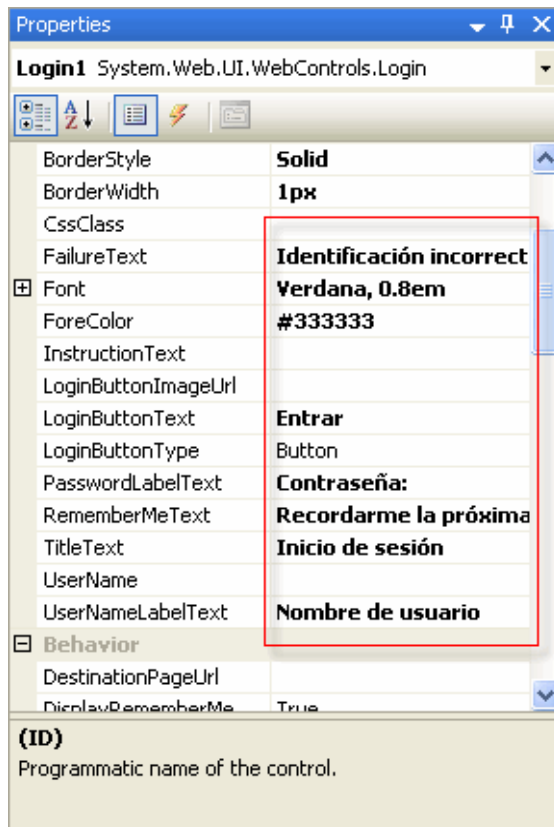 Properties
Login1 System.Web.UI.WebControls.Login
BorderStyle Solid
BorderWidth 1px
CssClass
FailureText Identificación incorrect
Font Verdana, 0.8em
ForeColor #333333
InstructionText
LoginButtonImageUrl
LoginButtonText Entrar
LoginButtonType Button
PasswordLabelText Contraseña:
RememberMeText Recordarme la próxima
TitleText Inicio de sesión
UserName
UserNameLabelText Nombre de usuario
Behavior
DestinationPageUrl
DisplayRememberMe True
(ID)
Programmatic name of the control.